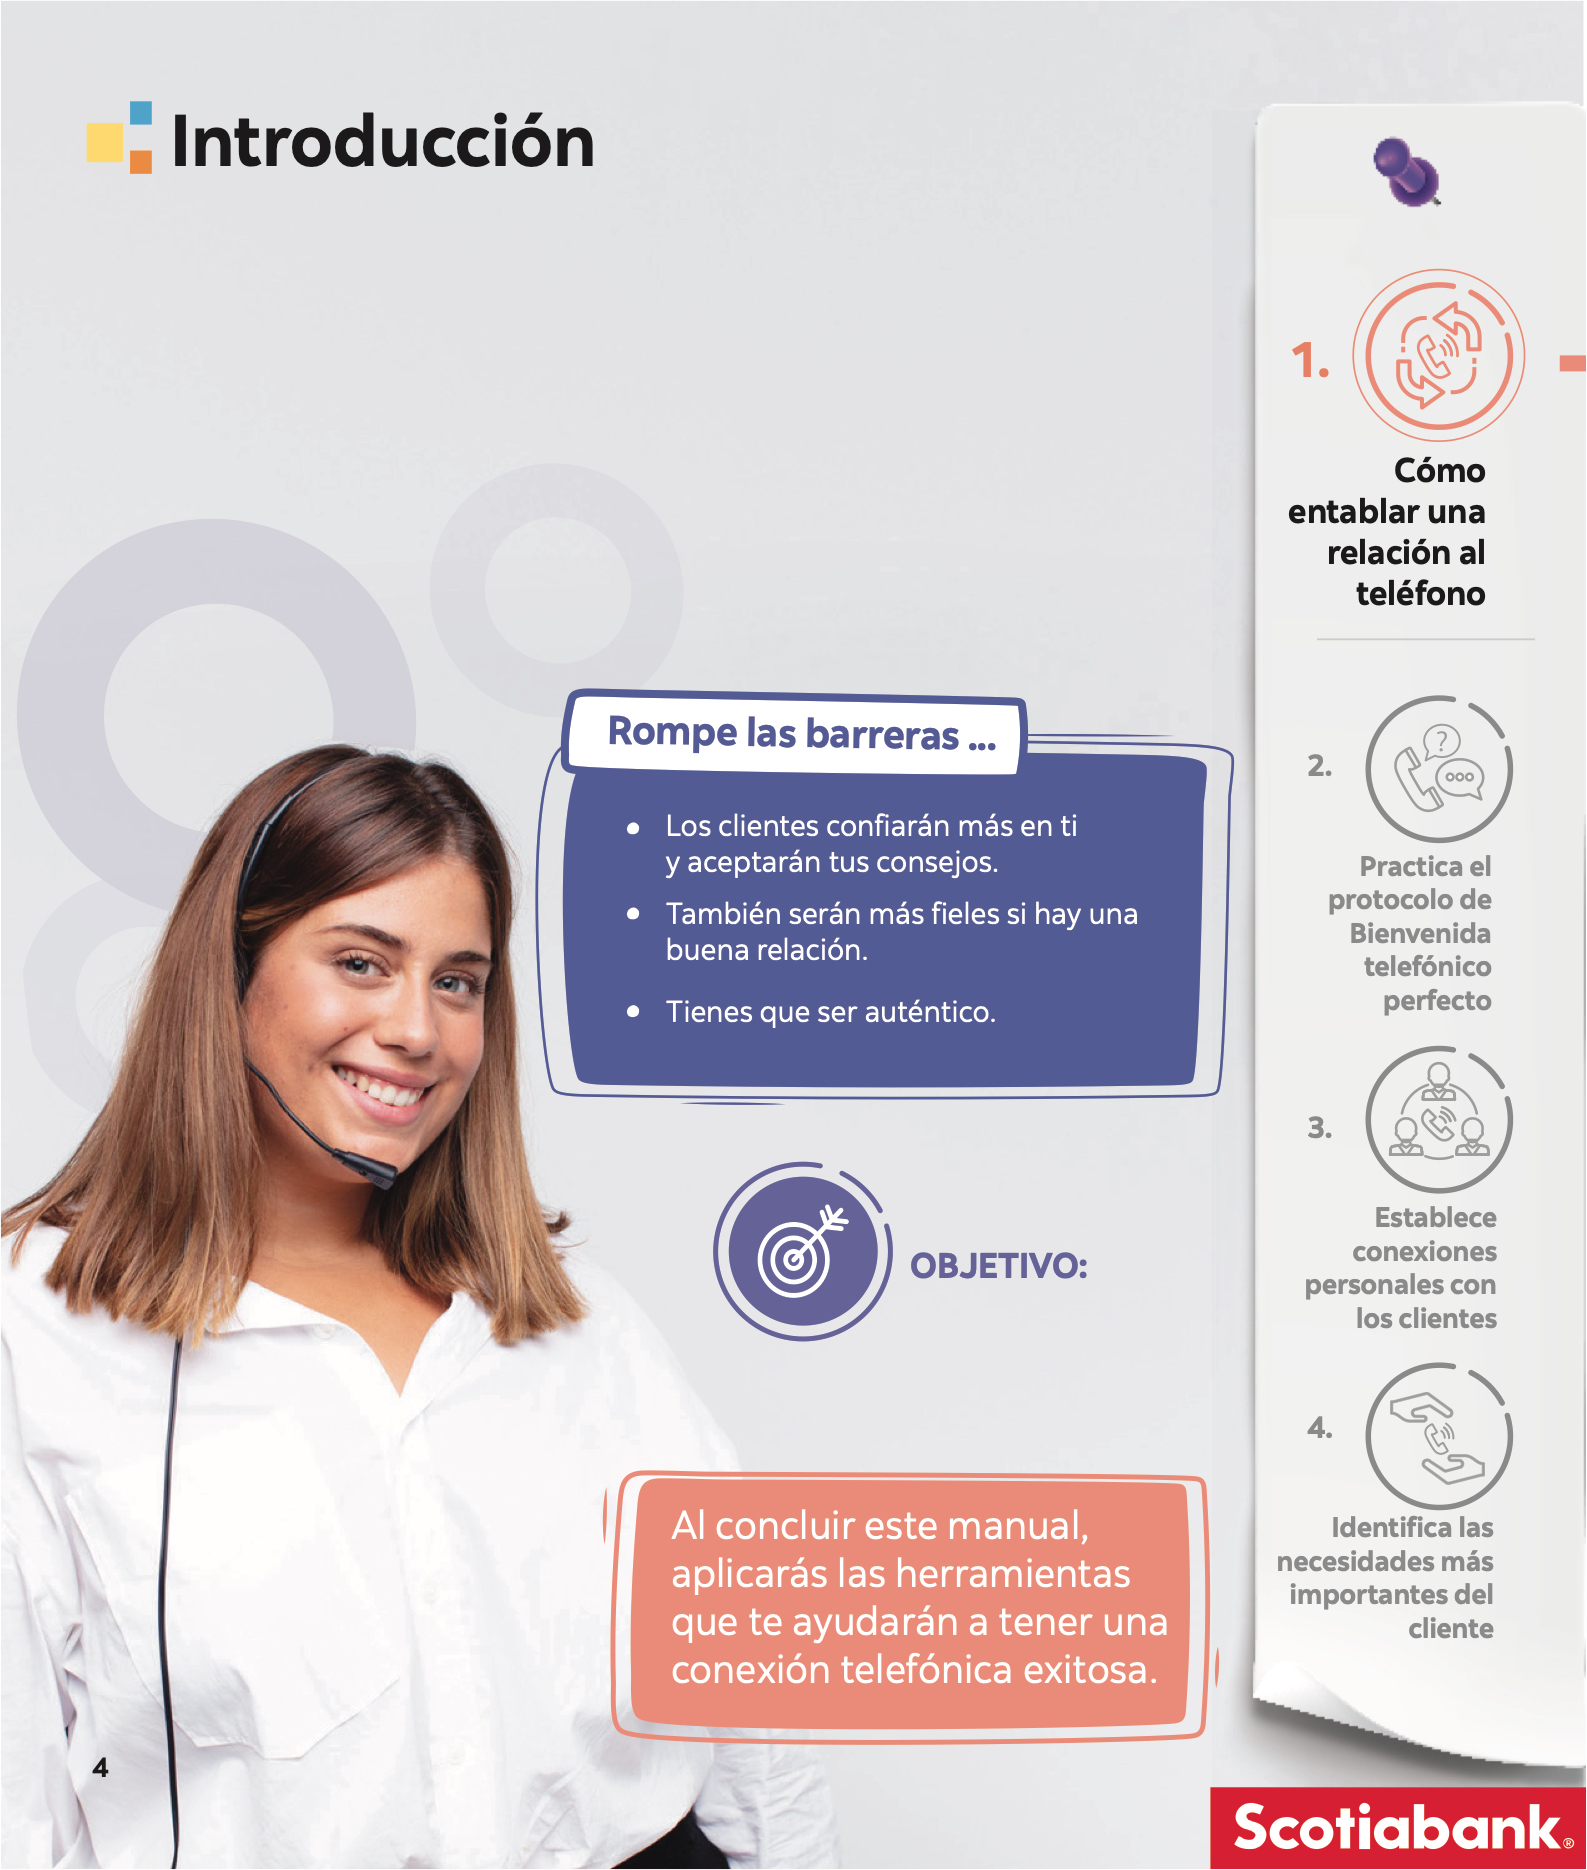 Introducción
Rompe las barreras ...
• Los clientes confiarán más en ti
y aceptarán tus consejos.
• También serán más fieles si hay una
buena relación.
• Tienes que ser auténtico.
OBJETIVO:
Al concluir este manual,
aplicarás las herramientas
que te ayudarán a tener una
conexión telefónica exitosa.
1.
Cómo
entablar una
relación al
teléfono
2.
?
Practica el
protocolo de
Bienvenida
telefónico
perfecto
3.
Establece
conexiones
personales con
los clientes
4.
Identifica las
necesidades más
importantes del
cliente
4
Scotiabank®